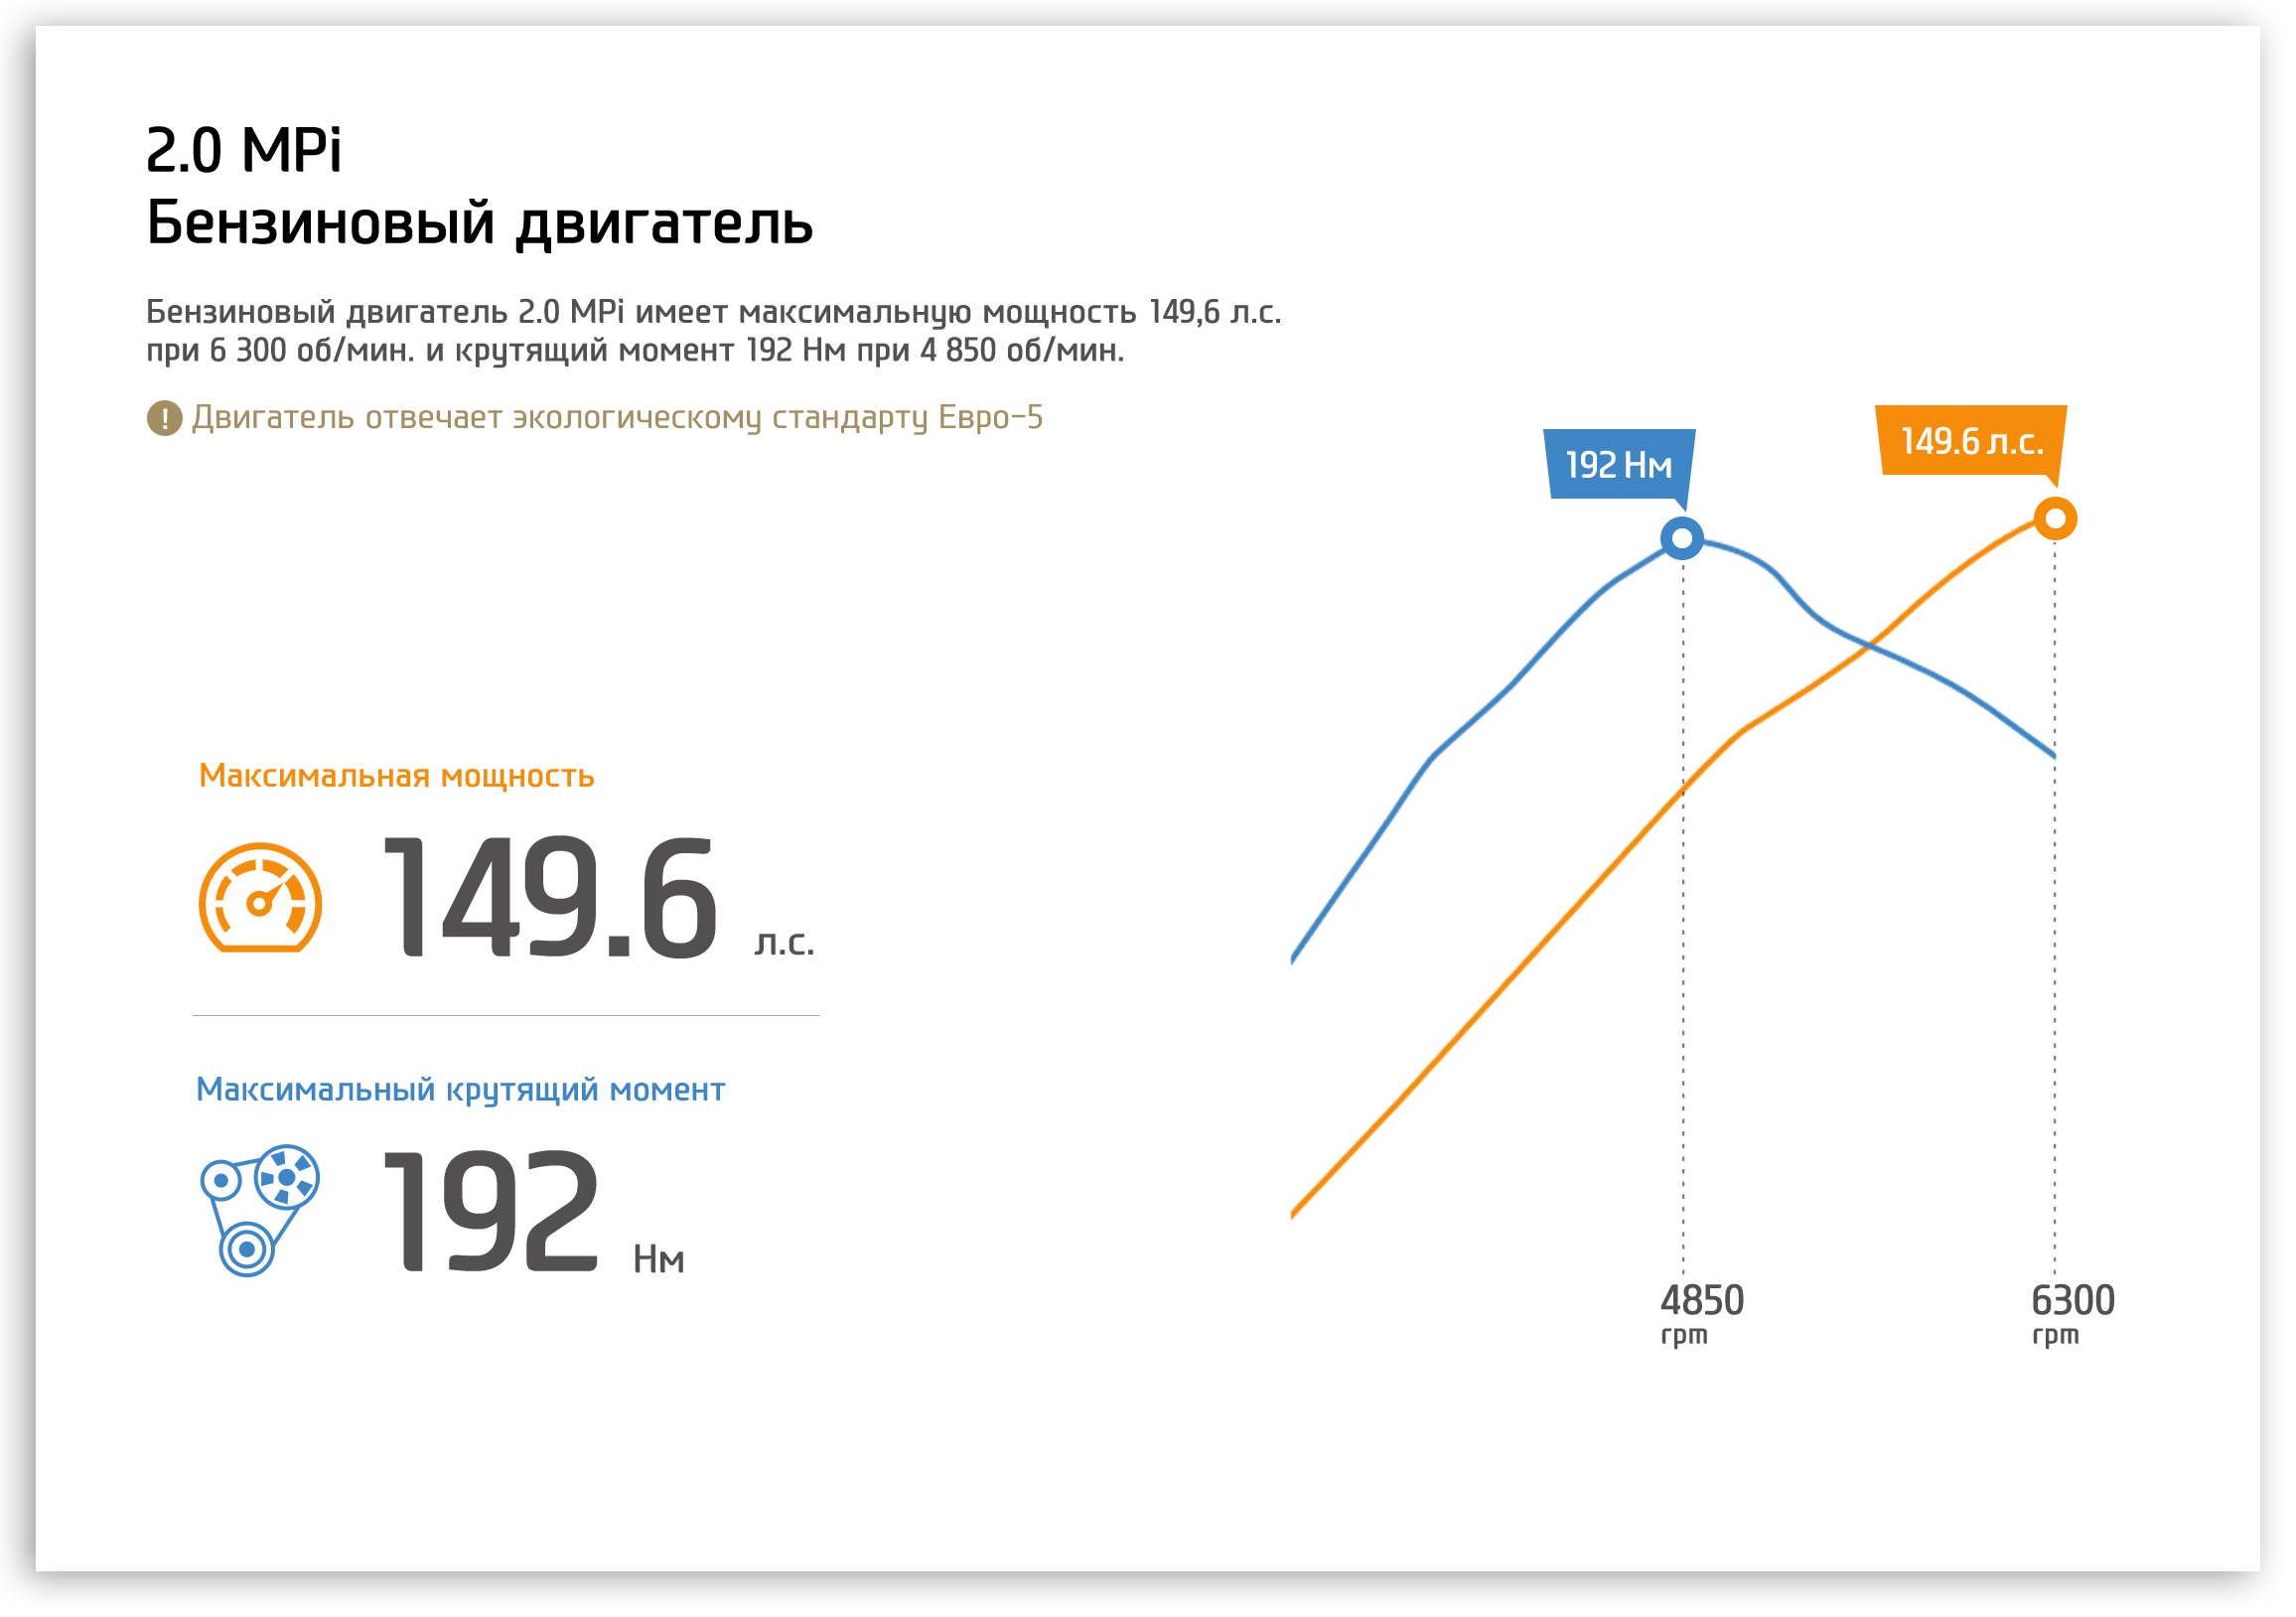 2.0 MPi
Бензиновый двигатель
Бензиновый двигатель 2.0 MPi имеет максимальную мощность 149,6 л.с.
при 6 300 об/мин. и крутящий момент 192 Нм при 4 850 об/мин.
! Двигатель отвечает экологическому стандарту Евро-5
192 Нм
149.6 л.с.
Максимальная мощность
149.6 л.с.
Максимальный крутящий момент
192 Нм
4850
rpm
6300
rpm